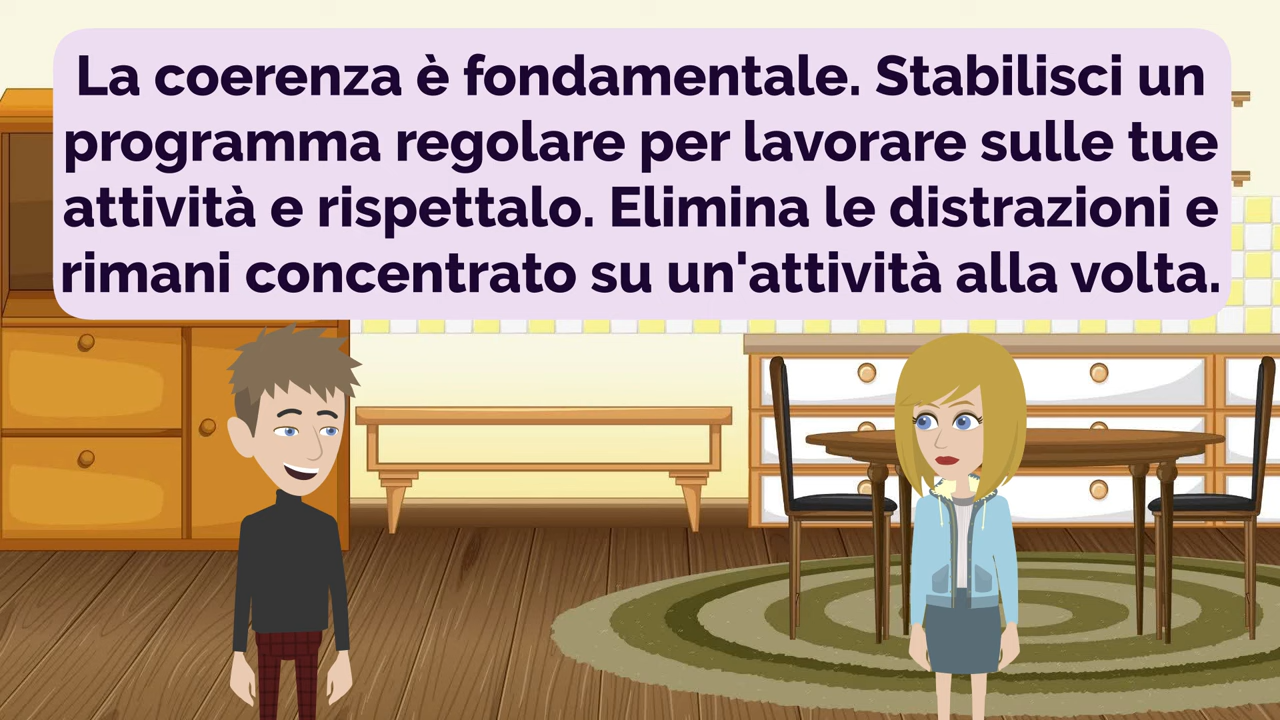 La coerenza è fondamentale. Stabilisci un
programma regolare per lavorare sulle tue
attività e rispettalo. Elimina le distrazioni e
rimani concentrato su un'attività alla volta.